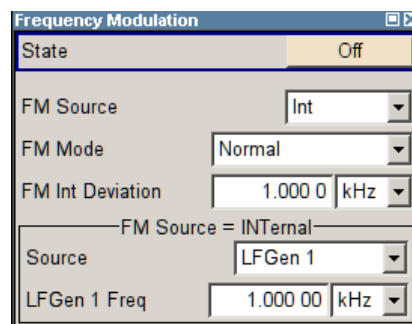 Frequency Modulation
State Off
FM Source Int
FM Mode Normal
FM Int Deviation 1.000 0 kHz
FM Source = INTernal
Source LFGen 1
LFGen 1 Freq 1.000 00 kHz